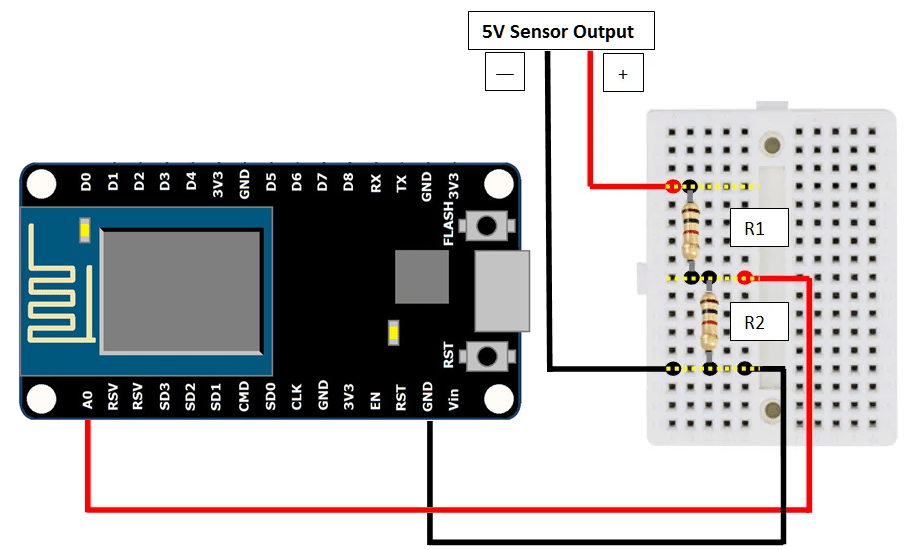 5V Sensor Output
—
+
D0 D1 D2 D3 D4 3V3 GND D5 D6 D7 D8 RX TX GND 3V3
FLASH
R1
R2
RST
A0 RSV RSV SD3 SD2 SD1 CMD SD0 CLK GND 3V3 EN RST GND Vin